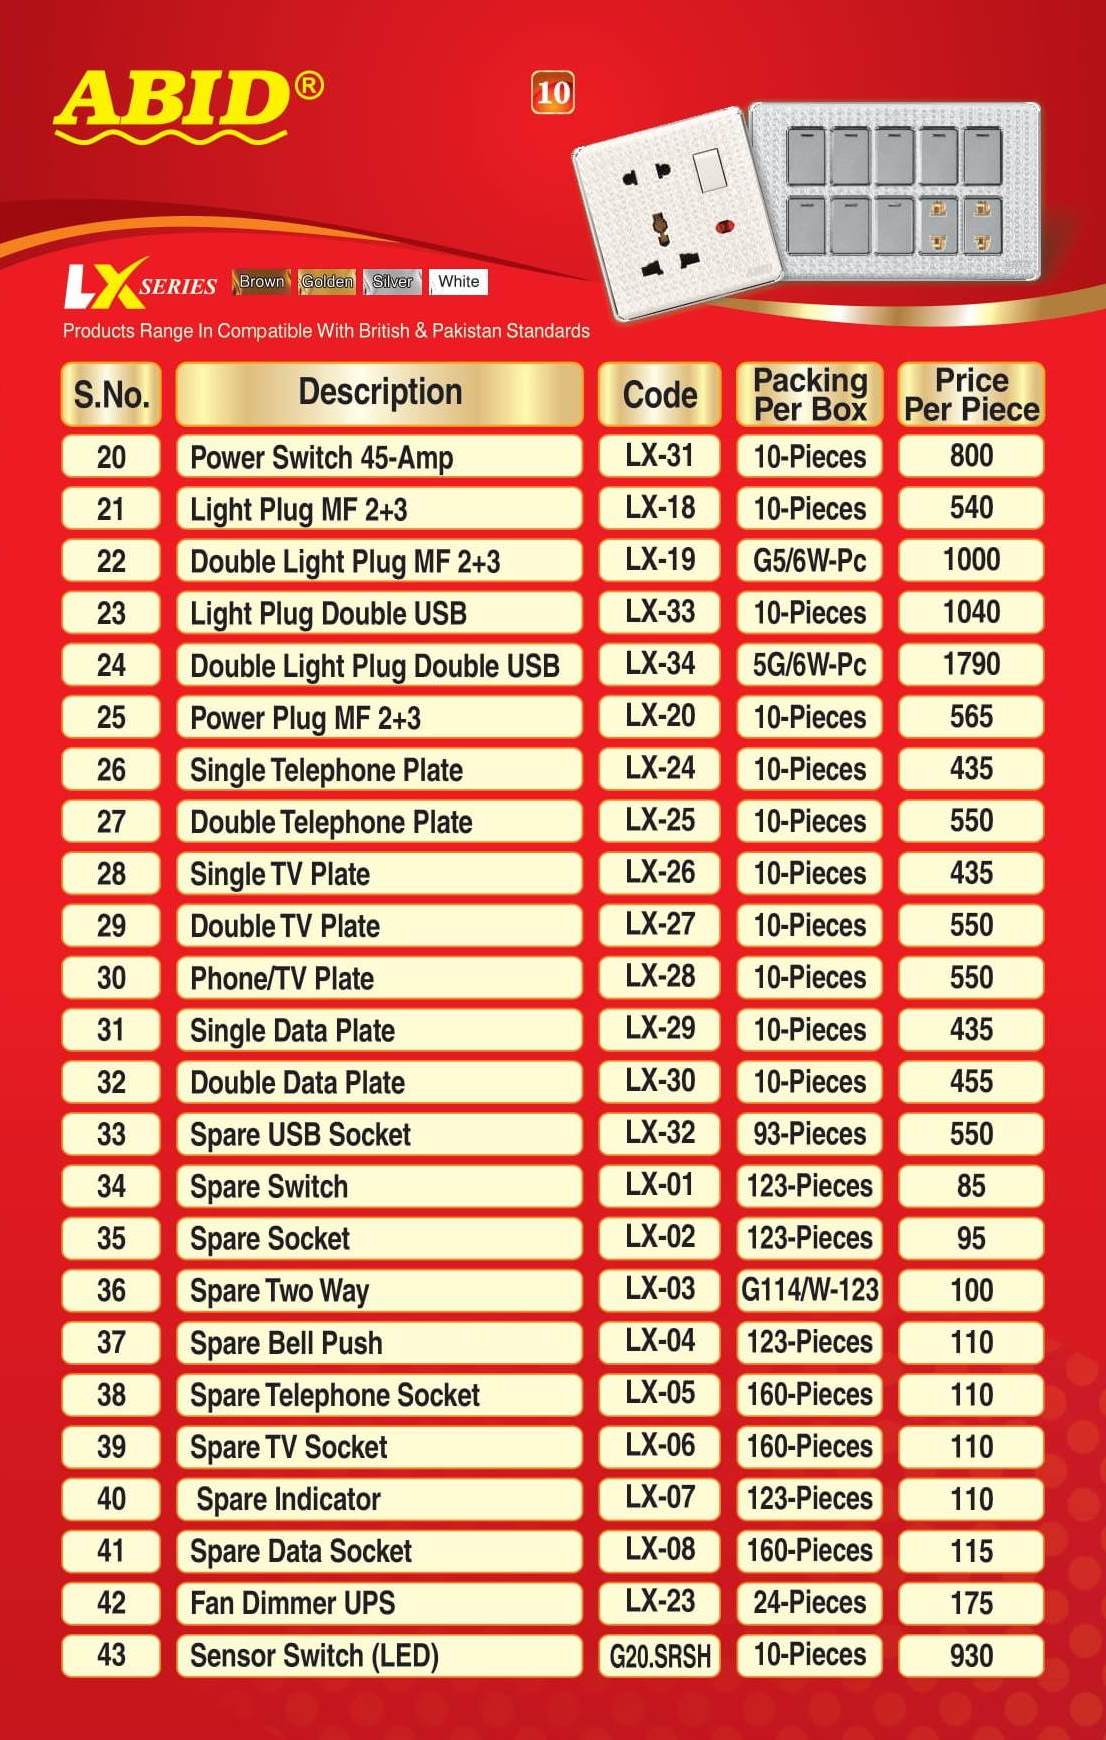 ABID®
10
LX SERIES Brown Golden Silver White
Products Range In Compatible With British & Pakistan Standards
S.No. Description Code Packing Per Box Price Per Piece
20 Power Switch 45-Amp LX-31 10-Pieces 800
21 Light Plug MF 2+3 LX-18 10-Pieces 540
22 Double Light Plug MF 2+3 LX-19 G5/6W-Pc 1000
23 Light Plug Double USB LX-33 10-Pieces 1040
24 Double Light Plug Double USB LX-34 5G/6W-Pc 1790
25 Power Plug MF 2+3 LX-20 10-Pieces 565
26 Single Telephone Plate LX-24 10-Pieces 435
27 Double Telephone Plate LX-25 10-Pieces 550
28 Single TV Plate LX-26 10-Pieces 435
29 Double TV Plate LX-27 10-Pieces 550
30 Phone/TV Plate LX-28 10-Pieces 550
31 Single Data Plate LX-29 10-Pieces 435
32 Double Data Plate LX-30 10-Pieces 455
33 Spare USB Socket LX-32 93-Pieces 550
34 Spare Switch LX-01 123-Pieces 85
35 Spare Socket LX-02 123-Pieces 95
36 Spare Two Way LX-03 G114/W-123 100
37 Spare Bell Push LX-04 123-Pieces 110
38 Spare Telephone Socket LX-05 160-Pieces 110
39 Spare TV Socket LX-06 160-Pieces 110
40 Spare Indicator LX-07 123-Pieces 110
41 Spare Data Socket LX-08 160-Pieces 115
42 Fan Dimmer UPS LX-23 24-Pieces 175
43 Sensor Switch (LED) G20.SRSH 10-Pieces 930